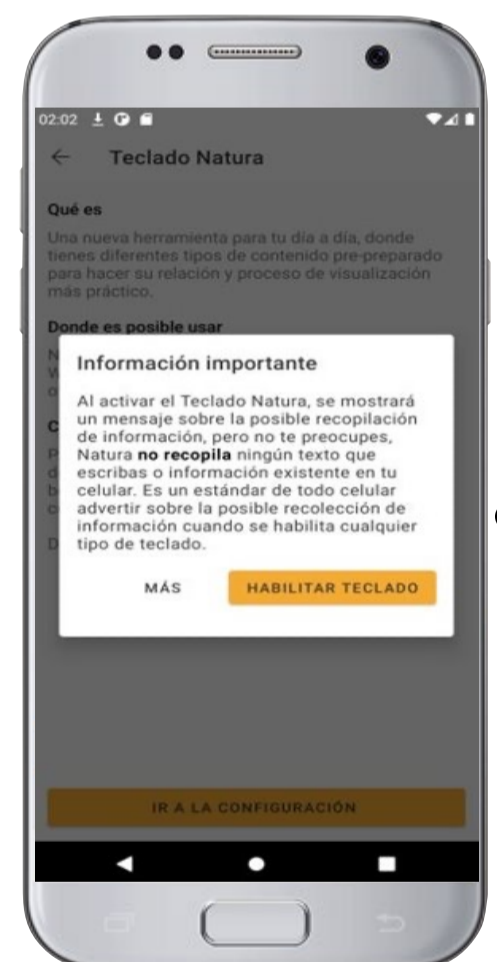 02:02
Teclado Natura
Qué es
Una nueva herramienta para tu día a día, donde
tienes diferentes tipos de contenido pre-preparado
para hacer su relación y proceso de visualización
más práctico.
Donde es posible usar
Información importante
Al activar el Teclado Natura, se mostrará
un mensaje sobre la posible recopilación
de información, pero no te preocupes,
Natura no recopila ningún texto que
escribas o información existente en tu
celular. Es un estándar de todo celular
advertir sobre la posible recolección de
información cuando se habilita cualquier
tipo de teclado.
MÁS HABILITAR TECLADO
IR A LA CONFIGURACIÓN